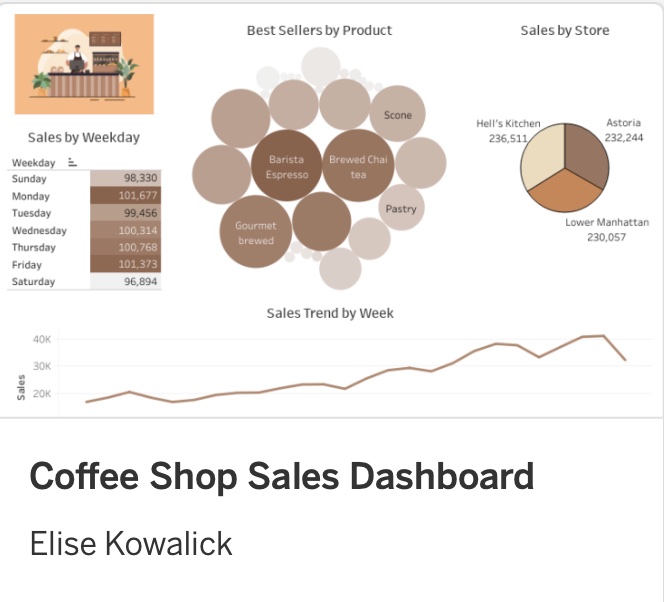 Best Sellers by Product
Sales by Store
Sales by Weekday
Weekday
Sunday 98,330
Monday 101,677
Tuesday 99,456
Wednesday 100,314
Thursday 100,768
Friday 101,373
Saturday 96,894
Scone
Barista
Espresso
Brewed Chai
tea
Pastry
Gourmet
brewed
Hell's Kitchen
236,511
Astoria
232,244
Lower Manhattan
230,057
Sales Trend by Week
Sales
40K
30K
20K
Coffee Shop Sales Dashboard
Elise Kowalick